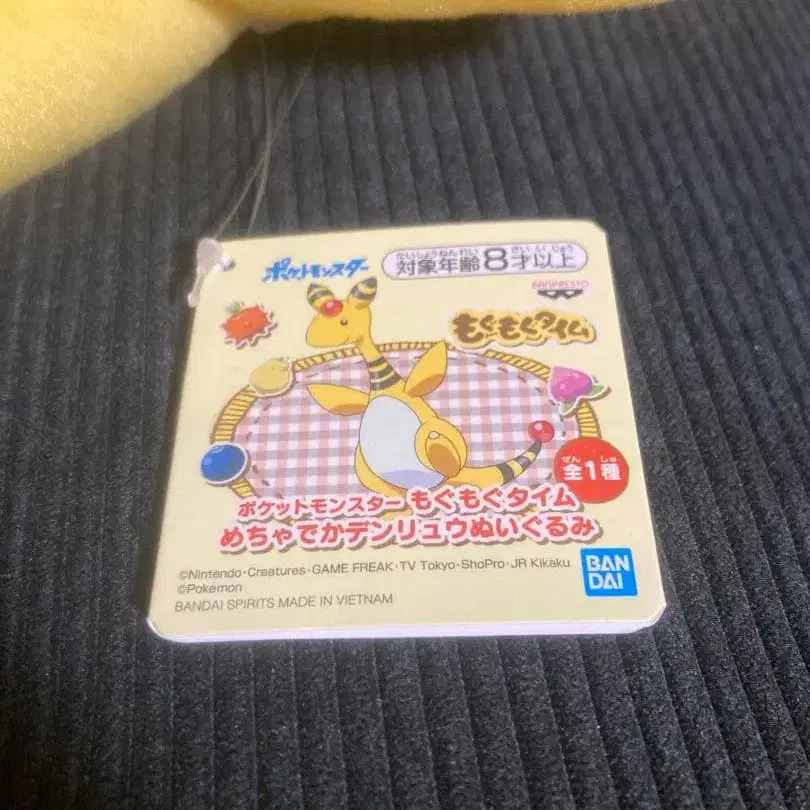 ポケットモンスター
たいしょうねんれい さい い じょう
対象年齢8才以上
BANPRESTO
もぐもぐタイム
ぜん しゅ
全1種
ポケットモンスター もぐもぐタイム
めちゃでかデンリュウぬいぐるみ
BAN
DAI
©Nintendo・Creatures・GAME FREAK・TV Tokyo・ShoPro・JR Kikaku
©Pokémon
BANDAI SPIRITS MADE IN VIETNAM